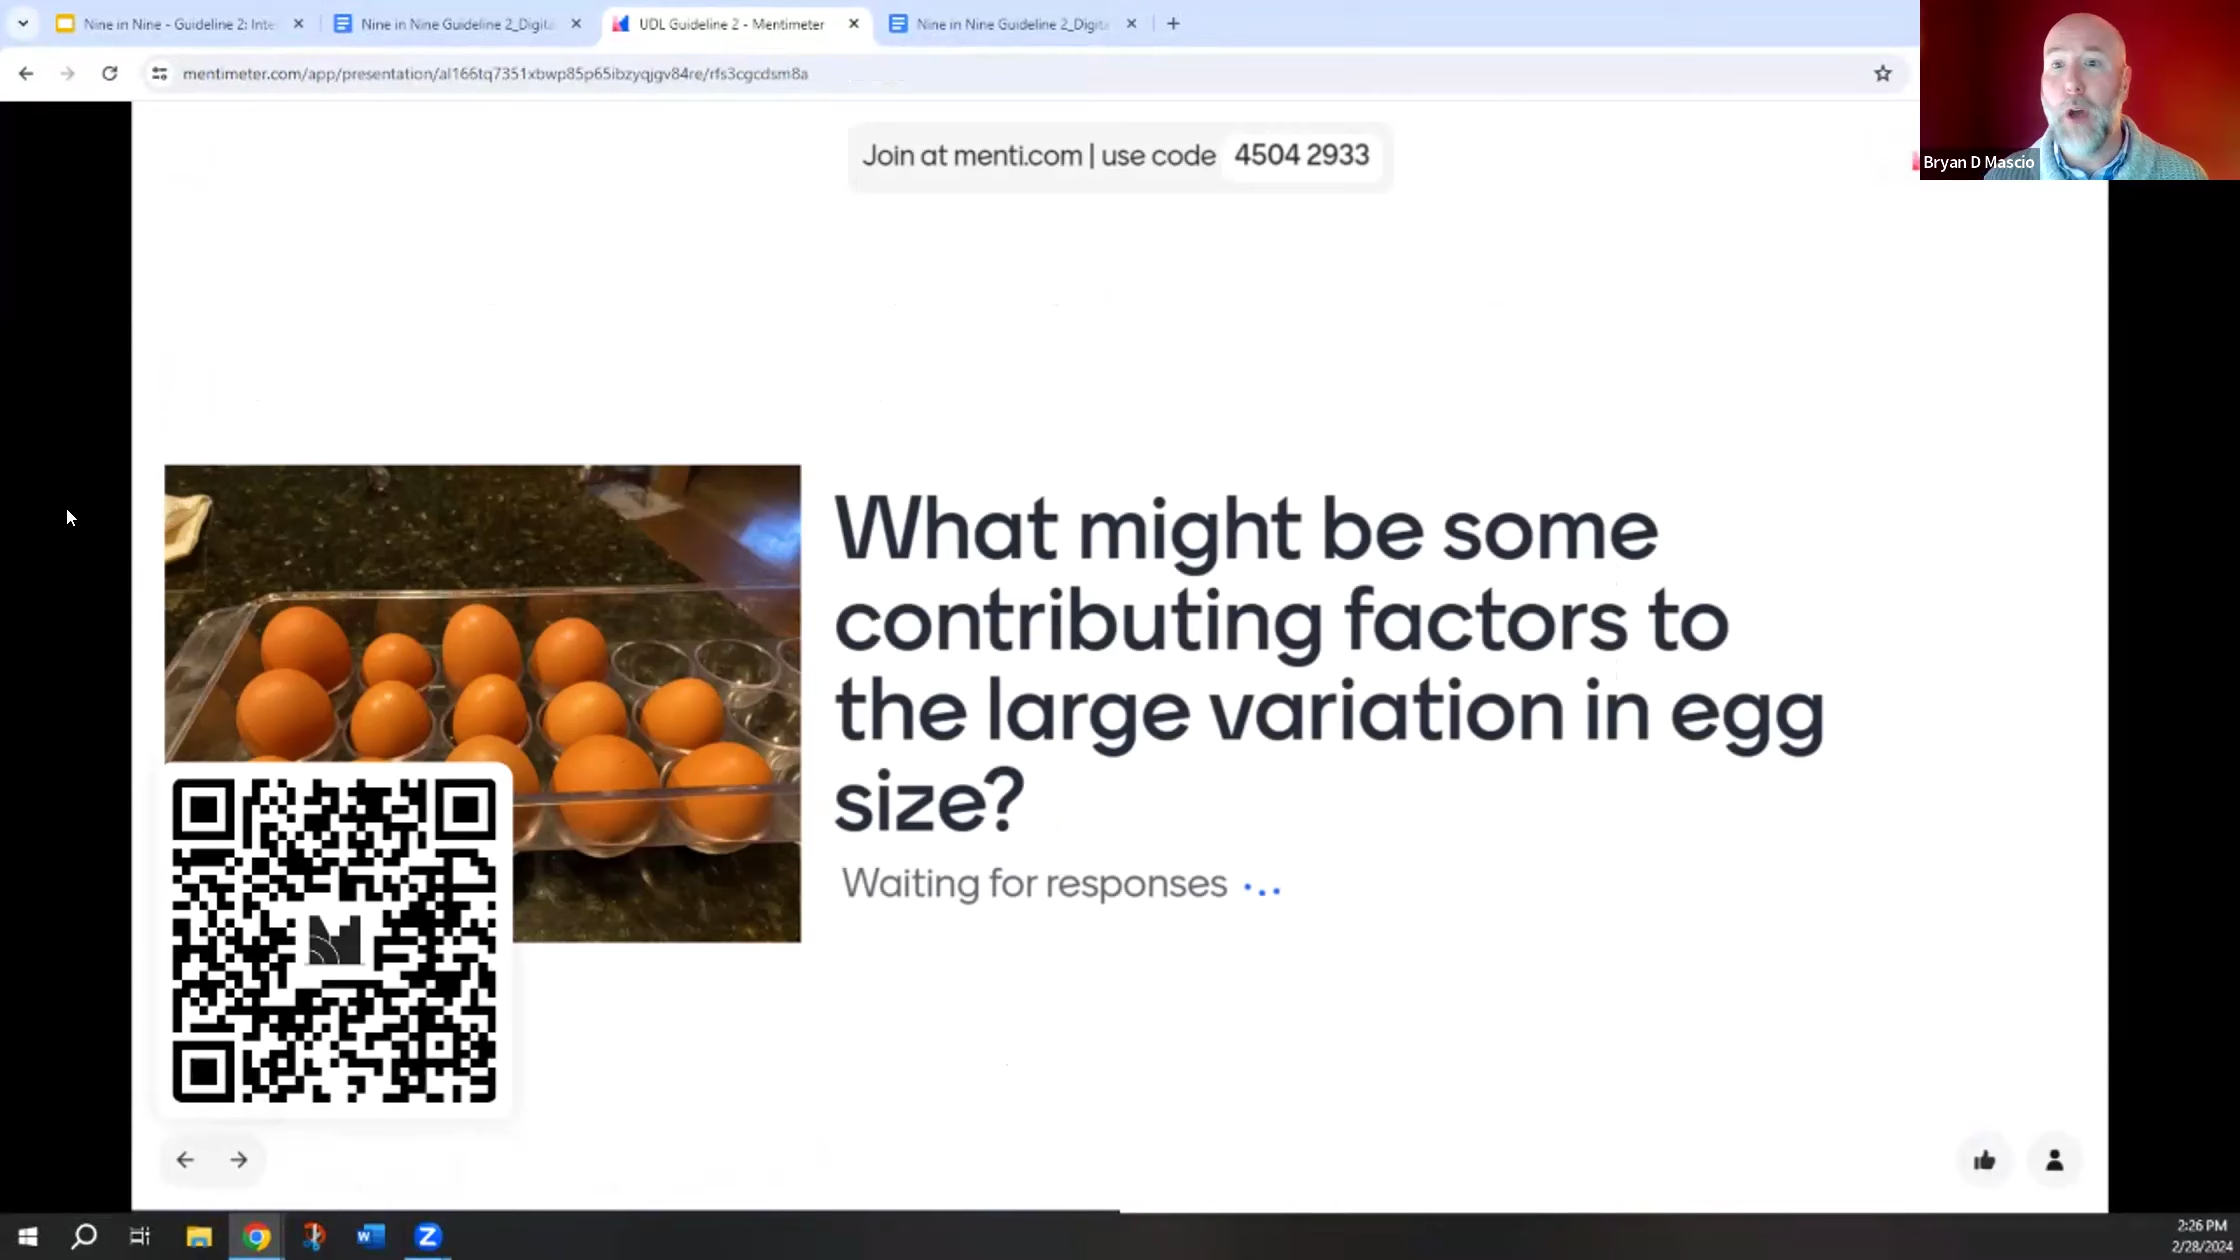 Nine in Nine - Guideline 2: Inte
Nine in Nine Guideline 2_Digita
UDL Guideline 2 - Mentimeter
Nine in Nine Guideline 2_Digita
mentimeter.com/app/presentation/al166tq7351xbwp85p65ibzyqjgv84re/rfs3cgcdsm8a
Join at menti.com | use code 4504 2933
Bryan D Mascio
What might be some
contributing factors to
the large variation in egg
size?
Waiting for responses
2:26 PM
2/28/2024